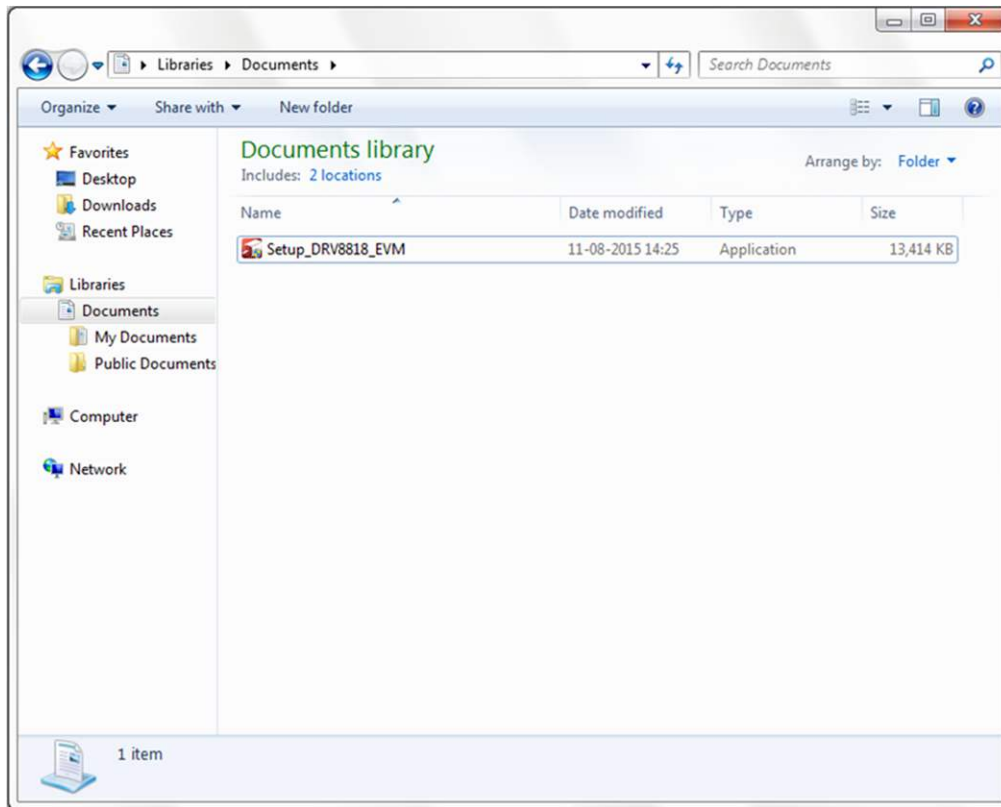 Libraries Documents
Search Documents
Organize Share with New folder
Favorites
Desktop
Downloads
Recent Places
Libraries
Documents
My Documents
Public Documents
Computer
Network
Documents library
Includes: 2 locations
Arrange by: Folder
Name Date modified Type Size
Setup_DRV8818_EVM 11-08-2015 14:25 Application 13,414 KB
1 item